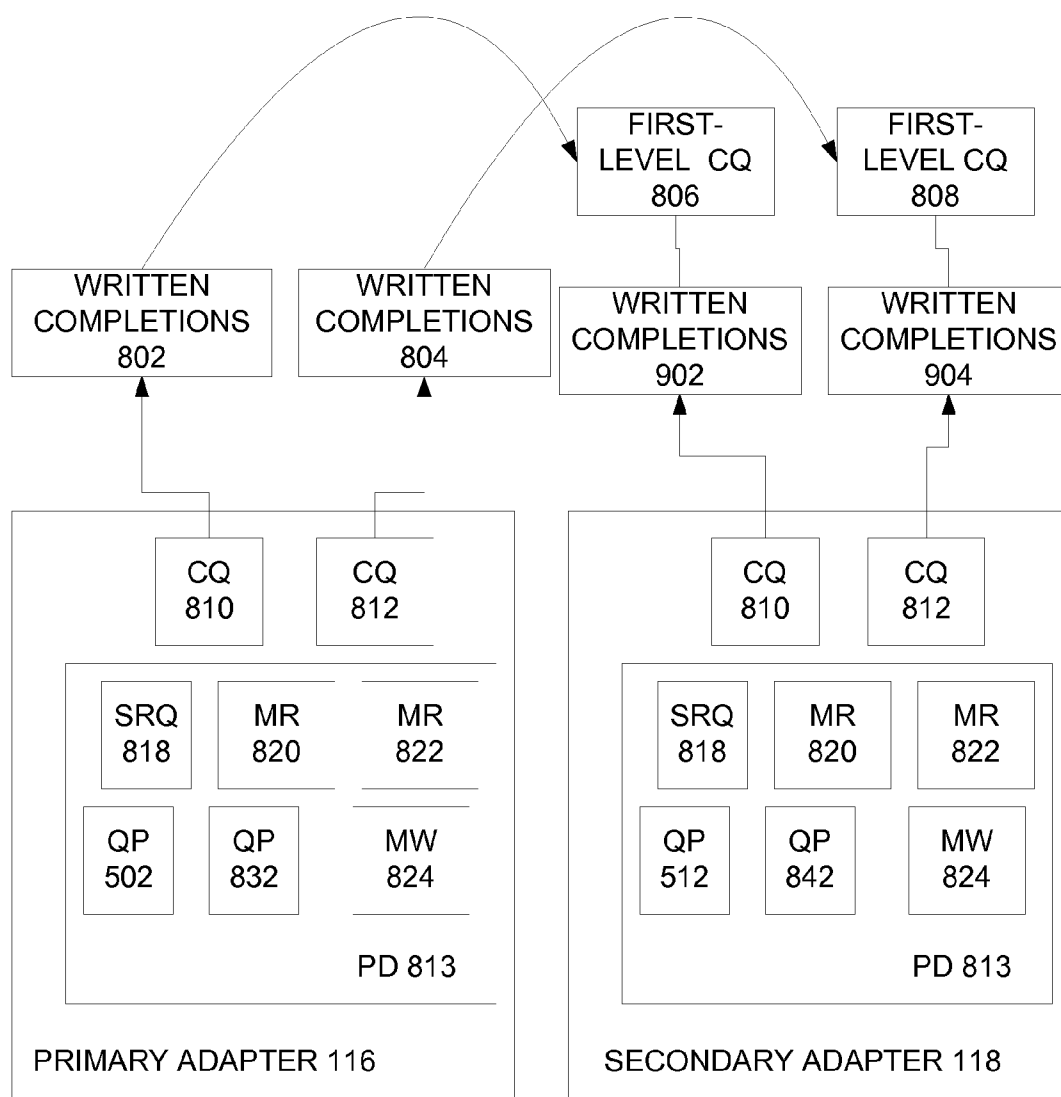 FIRST-
LEVEL CQ
806
FIRST-
LEVEL CQ
808
WRITTEN
COMPLETIONS
802
WRITTEN
COMPLETIONS
804
WRITTEN
COMPLETIONS
902
WRITTEN
COMPLETIONS
904
CQ
810
CQ
812
SRQ
818
MR
820
MR
822
QP
502
QP
832
MW
824
PD 813
PRIMARY ADAPTER 116
CQ
810
CQ
812
SRQ
818
MR
820
MR
822
QP
512
QP
842
MW
824
PD 813
SECONDARY ADAPTER 118